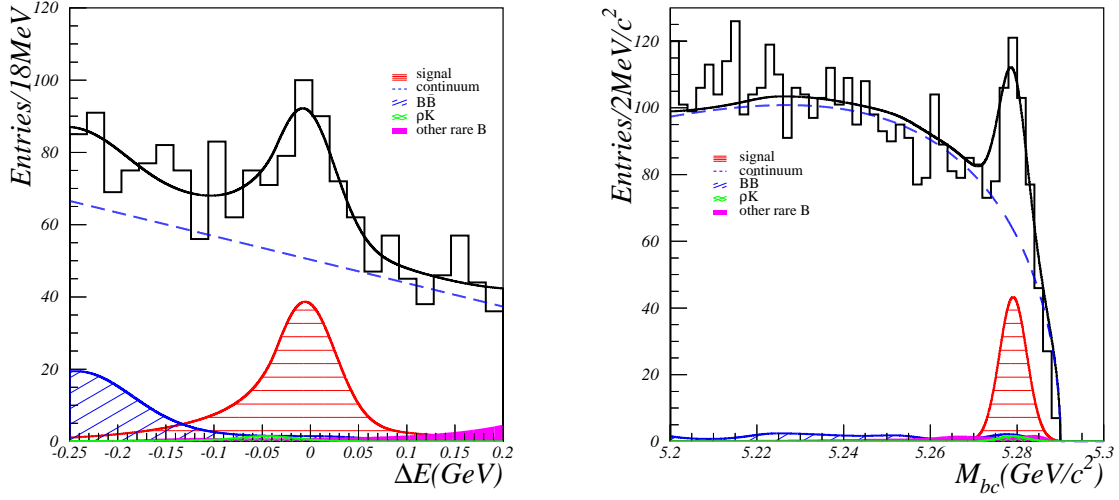 Entries/18MeV
120
100
80
60
40
20
0
signal
continuum
BB
ρK
other rare B
-0.25 -0.2 -0.15 -0.1 -0.05 0 0.05 0.1 0.15 0.2
ΔE(GeV)
Entries/2MeV/c²
120
100
80
60
40
20
0
signal
continuum
BB
ρK
other rare B
5.2 5.22 5.24 5.26 5.28 5.3
M_bc(GeV/c²)